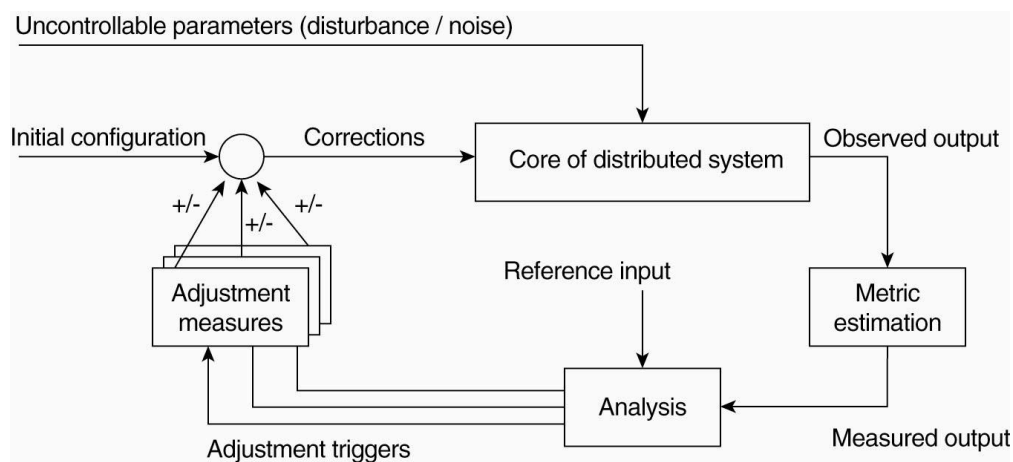 Uncontrollable parameters (disturbance / noise)
Initial configuration
Corrections
Core of distributed system
Observed output
+/-
+/-
+/-
Reference input
Adjustment
measures
Metric
estimation
Analysis
Adjustment triggers
Measured output